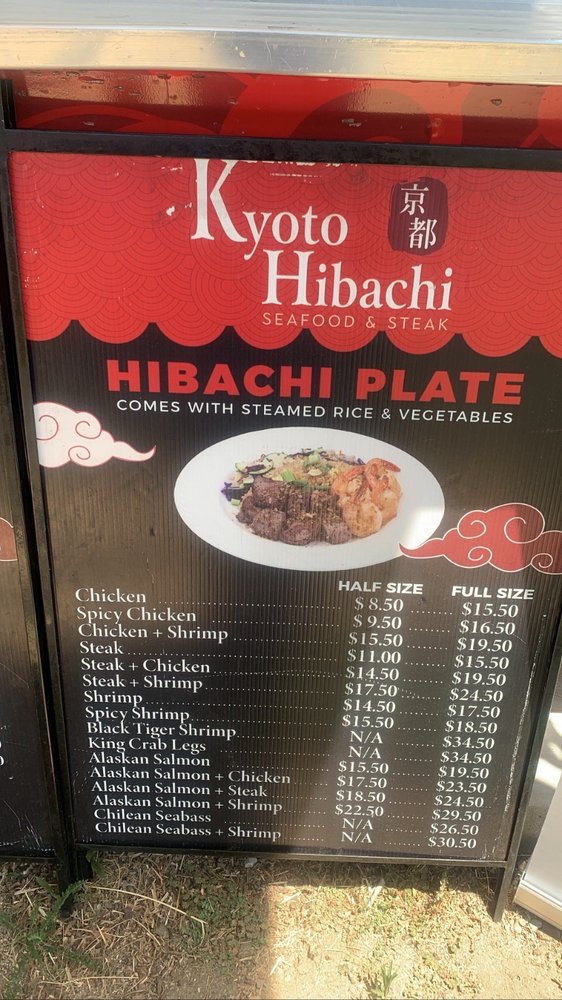 Kyoto
京都
Hibachi
SEAFOOD & STEAK
HIBACHI PLATE
COMES WITH STEAMED RICE & VEGETABLES
HALF SIZE FULL SIZE
Chicken $ 8.50 $15.50
Spicy Chicken $ 9.50 $16.50
Chicken + Shrimp $15.50 $19.50
Steak $11.00 $15.50
Steak + Chicken $14.50 $19.50
Steak + Shrimp $17.50 $24.50
Shrimp $14.50 $17.50
Spicy Shrimp $15.50 $18.50
Black Tiger Shrimp N/A $34.50
King Crab Legs N/A $34.50
Alaskan Salmon $15.50 $19.50
Alaskan Salmon + Chicken $17.50 $23.50
Alaskan Salmon + Steak $18.50 $24.50
Alaskan Salmon + Shrimp $22.50 $29.50
Chilean Seabass N/A $26.50
Chilean Seabass + Shrimp N/A $30.50